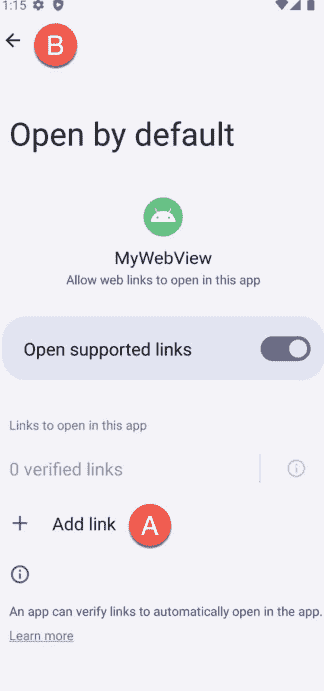 1:15
B
Open by default
MyWebView
Allow web links to open in this app
Open supported links
Links to open in this app
0 verified links
Add link A
An app can verify links to automatically open in the app.
Learn more